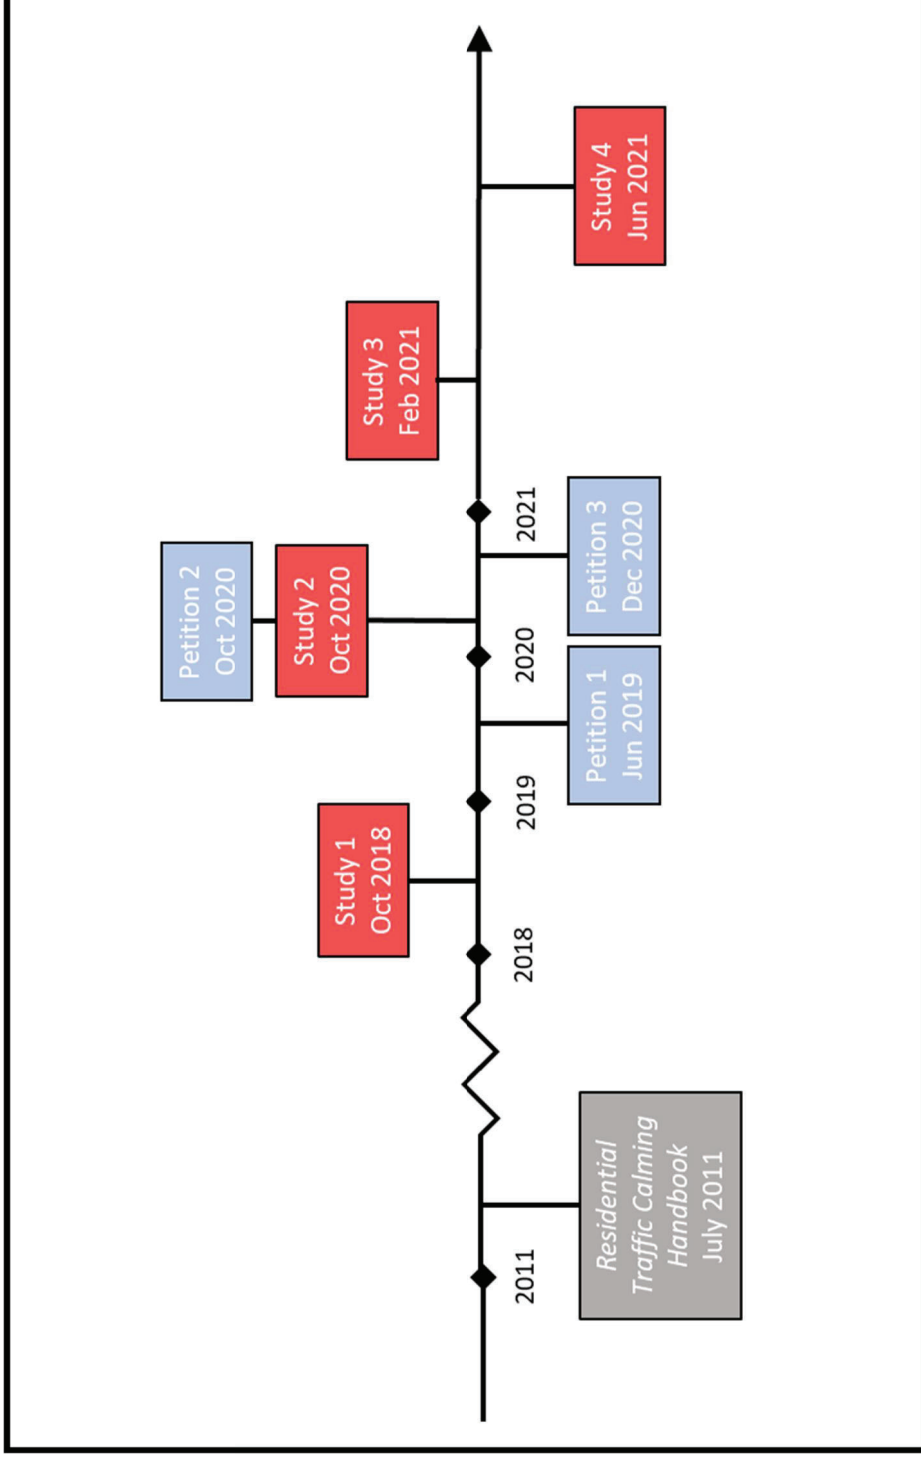 Petition 2
Oct 2020
Study 2
Oct 2020
Study 1
Oct 2018
Study 3
Feb 2021
2011
2018
2019
2020
2021
Residential
Traffic Calming
Handbook
July 2011
Petition 1
Jun 2019
Petition 3
Dec 2020
Study 4
Jun 2021